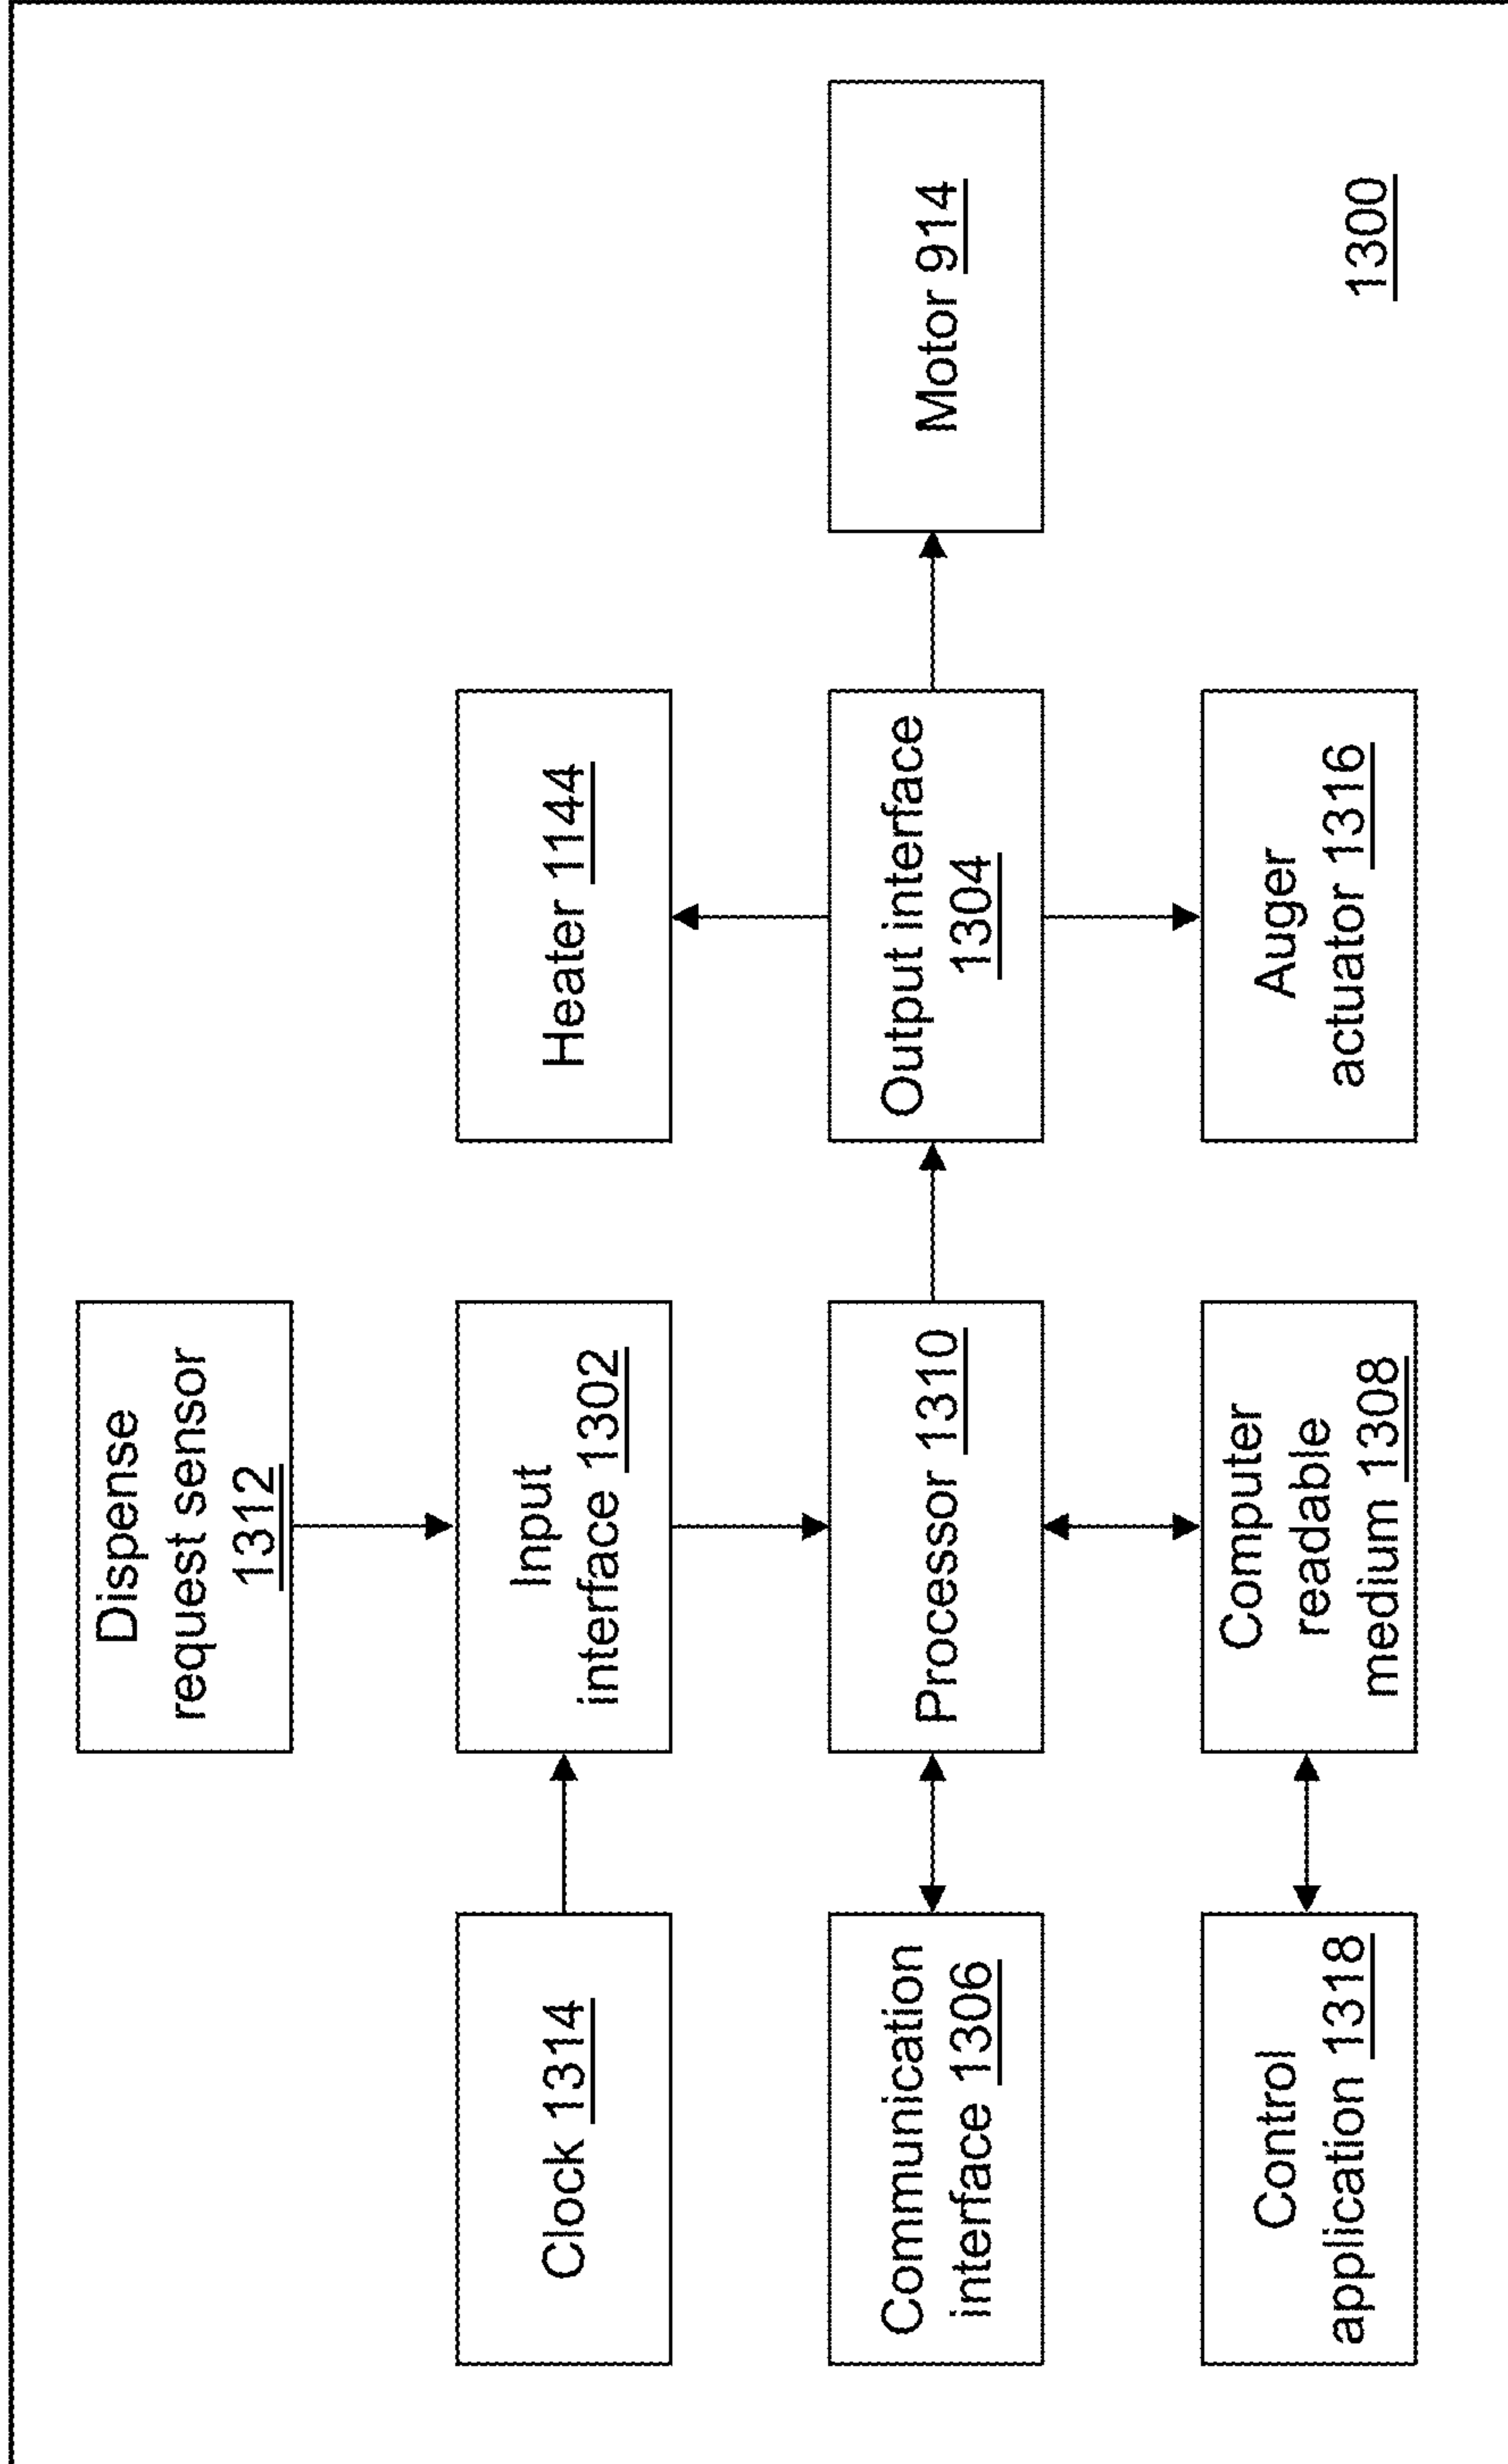 Dispense
request sensor
1312
Clock 1314
Input
interface 1302
Heater 1144
Communication
interface 1306
Processor 1310
Output interface
1304
Motor 914
Control
application 1318
Computer
readable
medium 1308
Auger
actuator 1316
1300